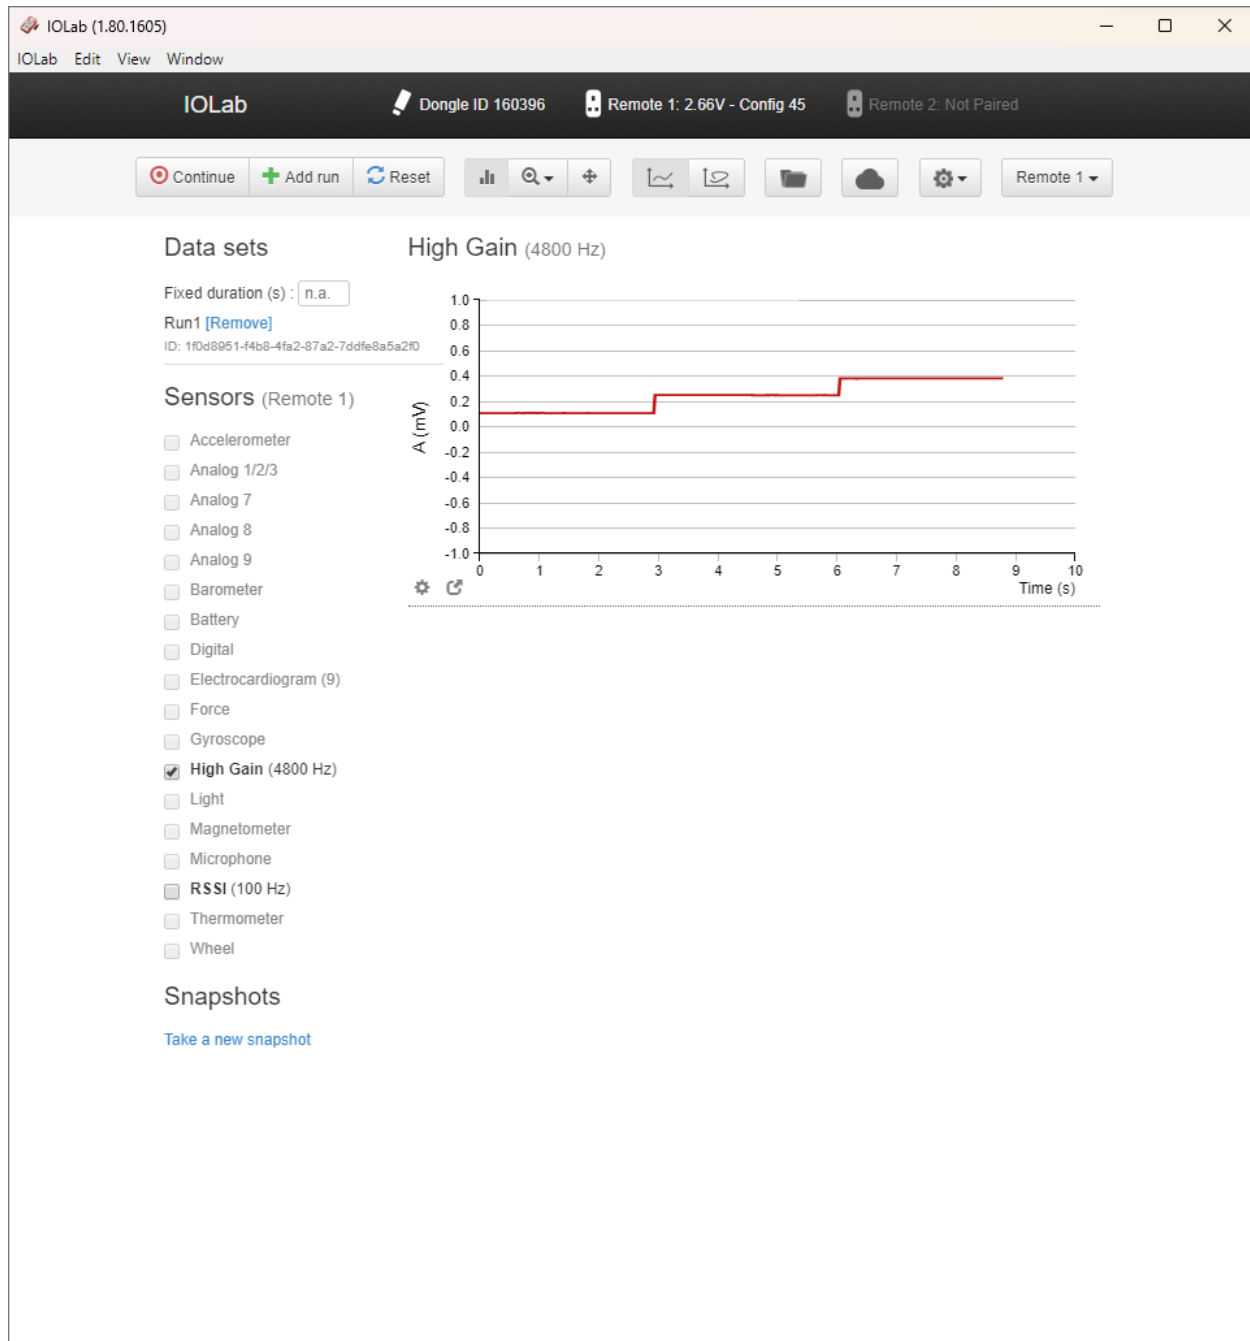 IOLab (1.80.1605)
IOLab Edit View Window
IOLab Dongle ID 160396 Remote 1: 2.66V - Config 45 Remote 2: Not Paired
Continue Add run Reset Remote 1
Data sets
Fixed duration (s) : n.a.
Run1 [Remove]
ID: 1f0d8951-f4b8-4fa2-87a2-7ddfe8a5a2f0
Sensors (Remote 1)
Accelerometer
Analog 1/2/3
Analog 7
Analog 8
Analog 9
Barometer
Battery
Digital
Electrocardiogram (9)
Force
Gyroscope
High Gain (4800 Hz)
Light
Magnetometer
Microphone
RSSI (100 Hz)
Thermometer
Wheel
Snapshots
Take a new snapshot
High Gain (4800 Hz)
A (mV)
1.0
0.8
0.6
0.4
0.2
0.0
-0.2
-0.4
-0.6
-0.8
-1.0
0 1 2 3 4 5 6 7 8 9 10
Time (s)